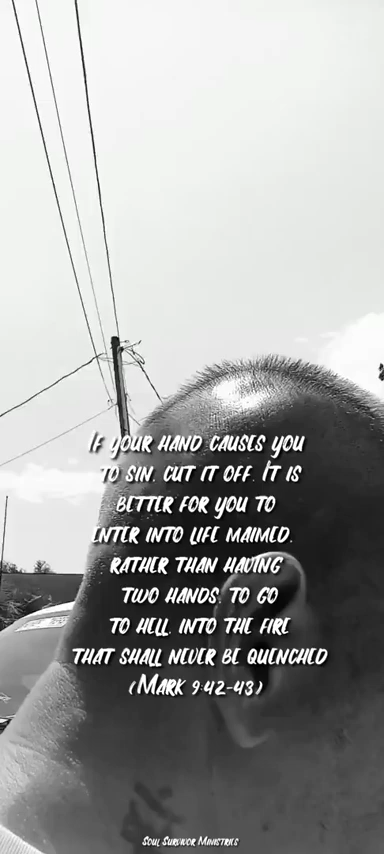 If your hand causes you
to sin, cut it off. It is
better for you to
enter into life maimed,
rather than having
two hands, to go
to hell, into the fire
that shall never be quenched
(Mark 9:42-43)
Soul Survivor Ministries